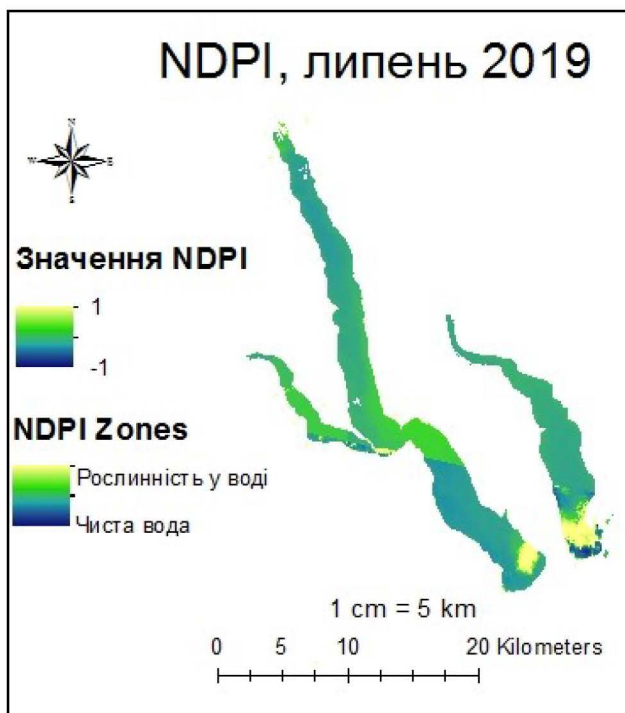 NDPI, липень 2019
N
W E
S
Значення NDPI
1
-1
NDPI Zones
Рослинність у воді
Чиста вода
1 cm = 5 km
0 5 10 20 Kilometers